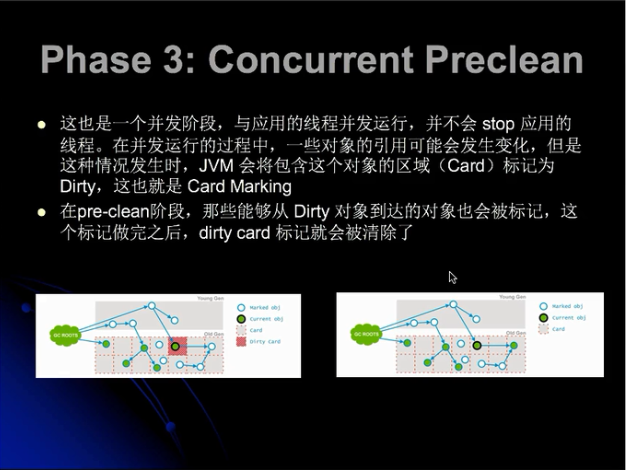 Phase 3: Concurrent Preclean
这也是一个并发阶段，与应用的线程并发运行，并不会 stop 应用的
线程。在并发运行的过程中，一些对象的引用可能会发生变化，但是
这种情况发生时，JVM 会将包含这个对象的区域（Card）标记为
Dirty，这也就是 Card Marking
在pre-clean阶段，那些能够从 Dirty 对象到达的对象也会被标记，这
个标记做完之后，dirty card 标记就会被清除了
Young Gen
GC ROOTS
Old Gen
Marked obj
Current obj
Card
Dirty Card
Young Gen
GC ROOTS
Old Gen
Marked obj
Current obj
Card